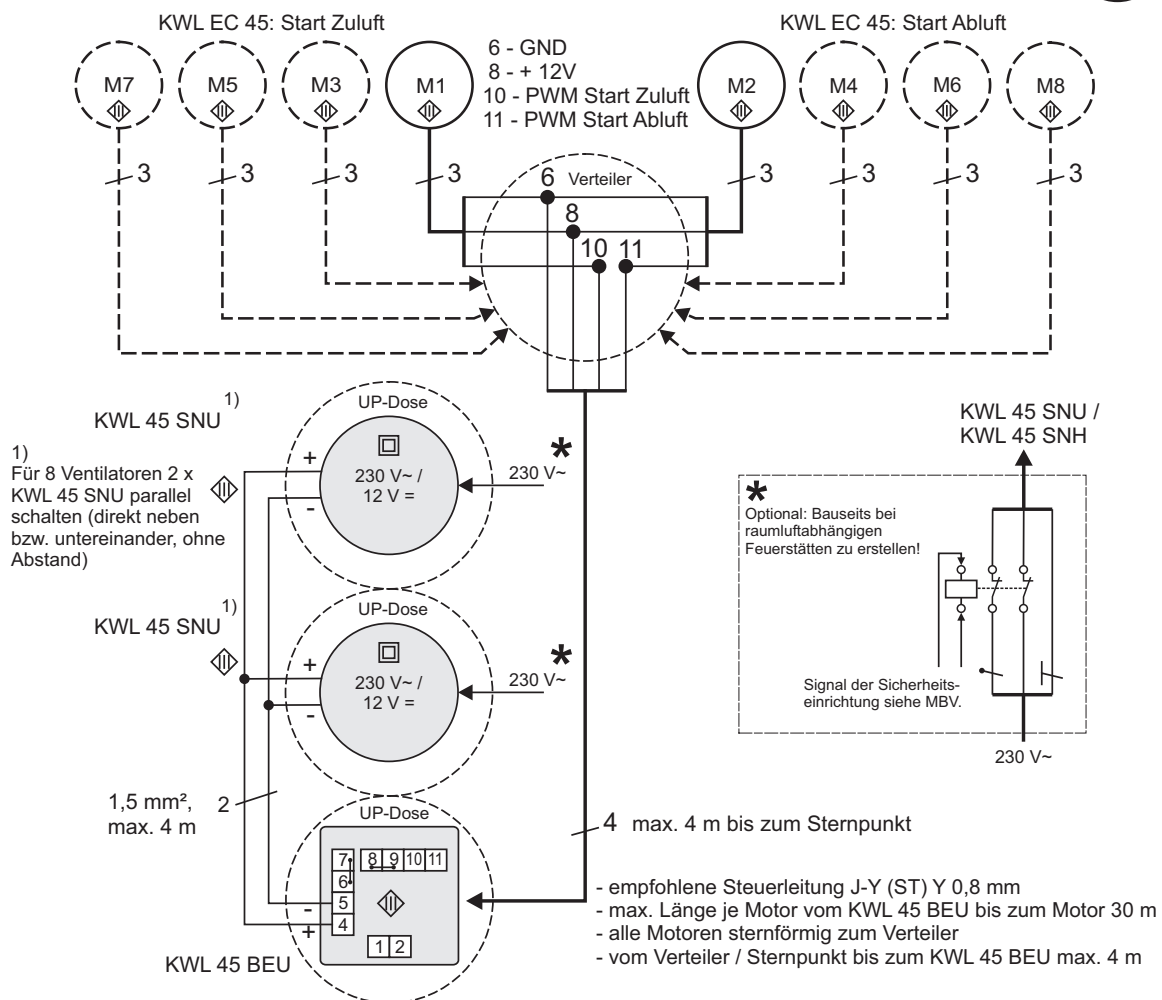 KWL EC 45: Start Zuluft
KWL EC 45: Start Abluft
M7
M5
M3
M1
6 - GND
8 - + 12V
10 - PWM Start Zuluft
11 - PWM Start Abluft
M2
M4
M6
M8
3
3
3
3
3
3
3
3
6
Verteiler
8
10
11
KWL 45 SNU 1)
UP-Dose
+
-
230 V~ /
12 V =
*
230 V~
1)
Für 8 Ventilatoren 2 x
KWL 45 SNU parallel
schalten (direkt neben
bzw. untereinander, ohne
Abstand)
KWL 45 SNU 1)
UP-Dose
+
-
230 V~ /
12 V =
*
230 V~
KWL 45 SNU /
KWL 45 SNH
*
Optional: Bauseits bei
raumluftabhängigen
Feuerstätten zu erstellen!
Signal der Sicherheits-
einrichtung siehe MBV.
230 V~
1,5 mm²,
max. 4 m
2
UP-Dose
7
6
5
4
8 9 10 11
1 2
-
+
KWL 45 BEU
4 max. 4 m bis zum Sternpunkt
- empfohlene Steuerleitung J-Y (ST) Y 0,8 mm
- max. Länge je Motor vom KWL 45 BEU bis zum Motor 30 m
- alle Motoren sternförmig zum Verteiler
- vom Verteiler / Sternpunkt bis zum KWL 45 BEU max. 4 m